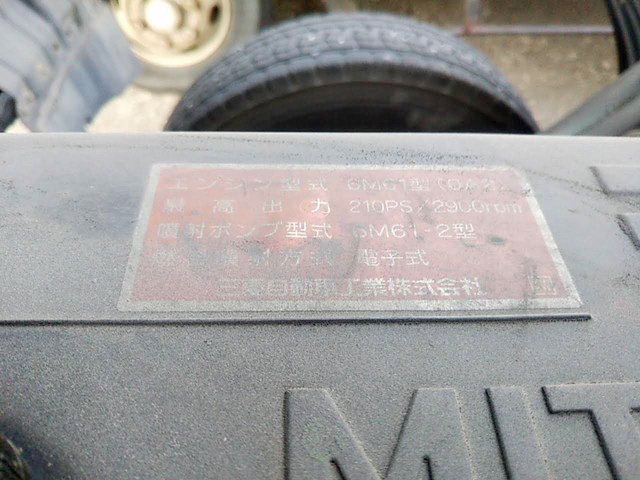 エンジン型式 6M61型
最高出力 210PS/2900rpm
噴射ポンプ型式 6M61-2型
方式 電子式
三菱自動車工業株式会社
MIT